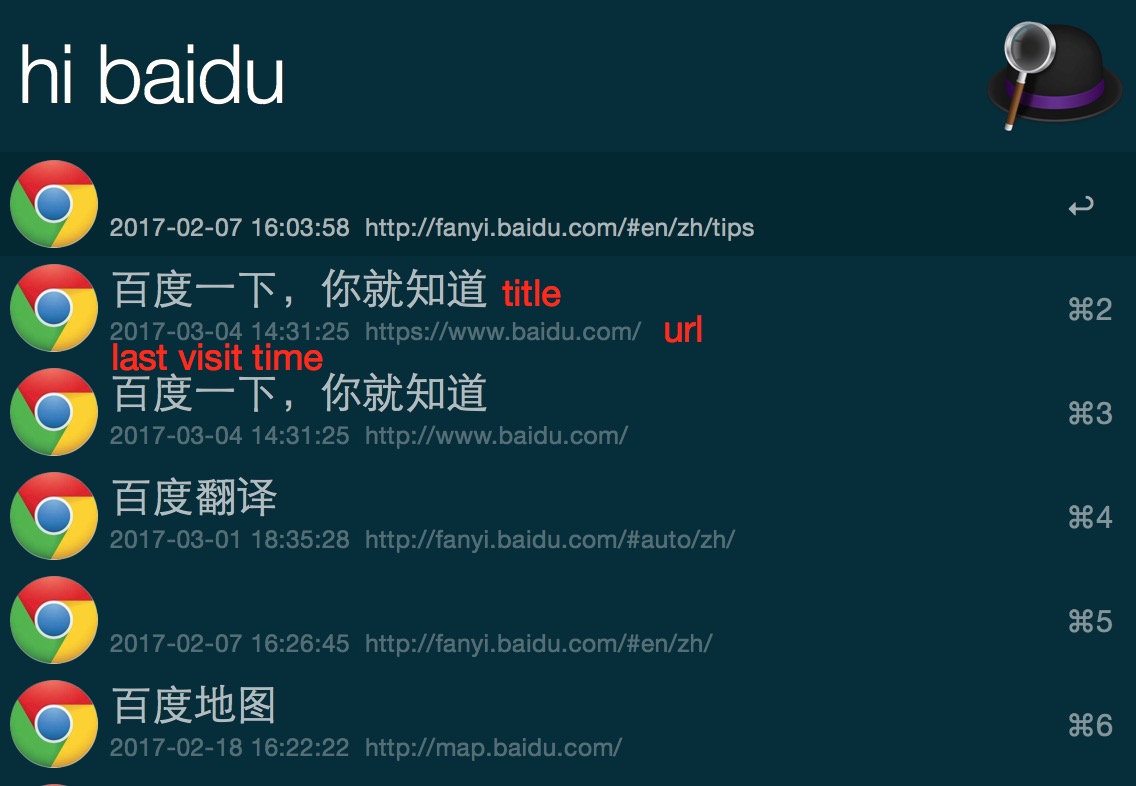 hi baidu
2017-02-07 16:03:58 http://fanyi.baidu.com/#en/zh/tips
↩
百度一下，你就知道 title
⌘2
2017-03-04 14:31:25 https://www.baidu.com/ url
last visit time
百度一下，你就知道
⌘3
2017-03-04 14:31:25 http://www.baidu.com/
百度翻译
⌘4
2017-03-01 18:35:28 http://fanyi.baidu.com/#auto/zh/
2017-02-07 16:26:45 http://fanyi.baidu.com/#en/zh/
⌘5
百度地图
⌘6
2017-02-18 16:22:22 http://map.baidu.com/